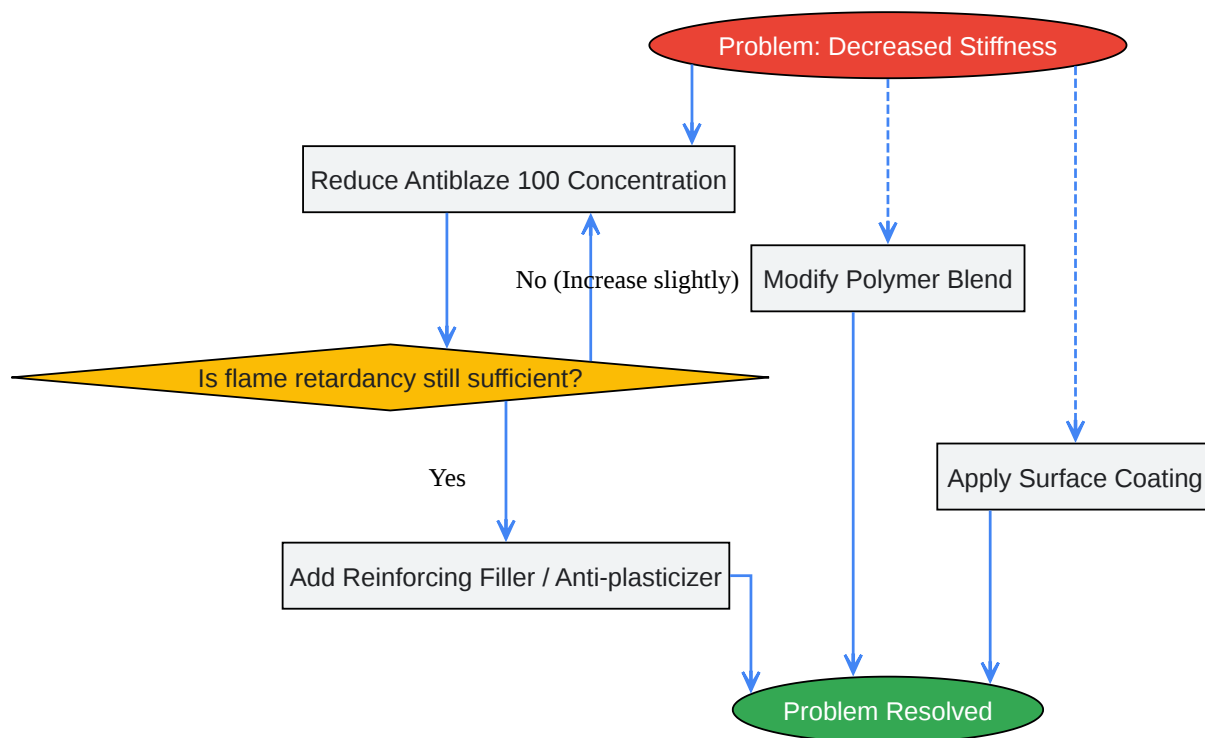 Problem: Decreased Stiffness
Reduce Antiblaze 100 Concentration
No (Increase slightly)
Modify Polymer Blend
Is flame retardancy still sufficient?
Yes
Apply Surface Coating
Add Reinforcing Filler / Anti-plasticizer
Problem Resolved